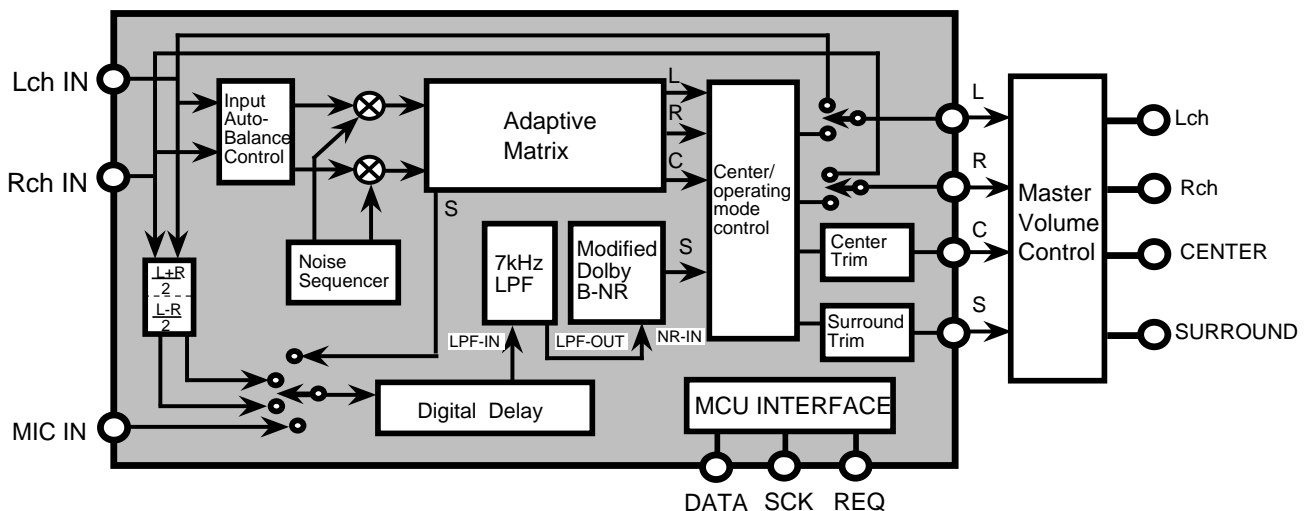 Lch IN
Rch IN
MIC IN
Input
Auto-
Balance
Control
Adaptive
Matrix
L
R
C
S
Noise
Sequencer
L+R
2
L-R
2
7kHz
LPF
Modified
Dolby
B-NR
S
LPF-IN
LPF-OUT
NR-IN
Digital Delay
Center/
operating
mode
control
Center
Trim
Surround
Trim
MCU INTERFACE
DATA
SCK
REQ
L
R
C
S
Master
Volume
Control
Lch
Rch
CENTER
SURROUND